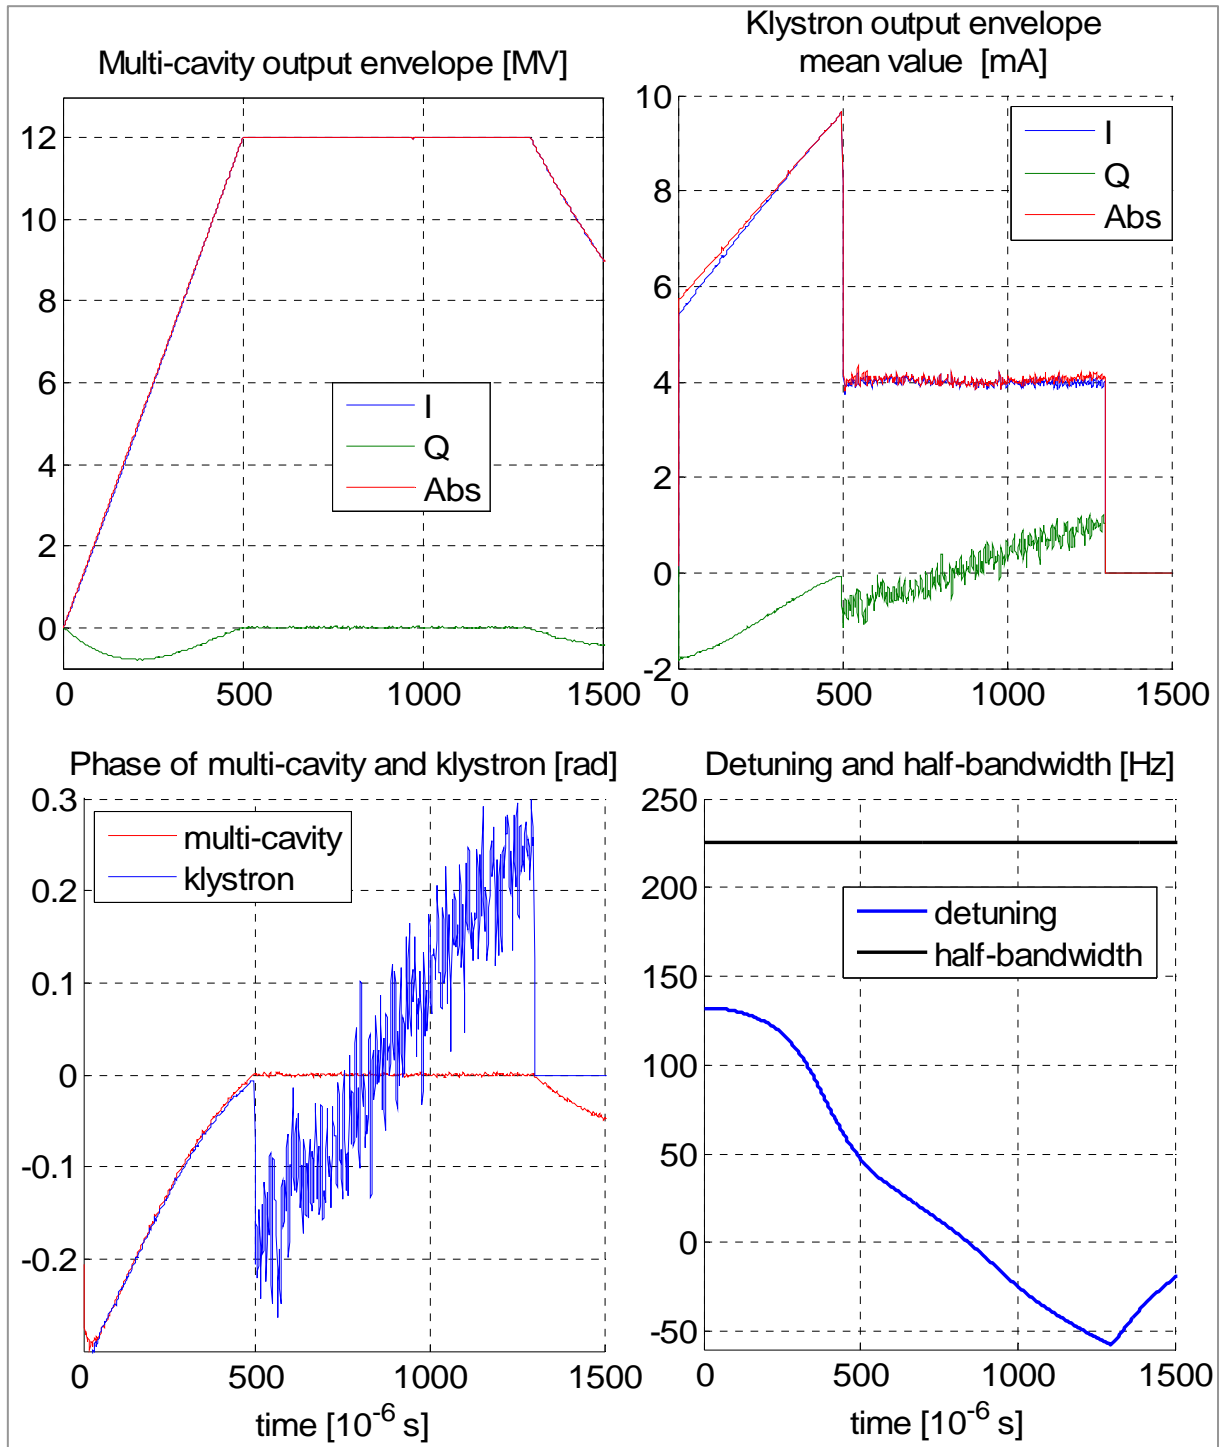 Multi-cavity output envelope [MV]
12
10
8
6
4
2
0
0 500 1000 1500
I
Q
Abs
Klystron output envelope
mean value [mA]
10
8
6
4
2
0
-2
0 500 1000 1500
I
Q
Abs
Phase of multi-cavity and klystron [rad]
0.3
0.2
0.1
0
-0.1
-0.2
0 500 1000 1500
multi-cavity
klystron
time [10⁻⁶ s]
Detuning and half-bandwidth [Hz]
250
200
150
100
50
0
-50
0 500 1000 1500
detuning
half-bandwidth
time [10⁻⁶ s]